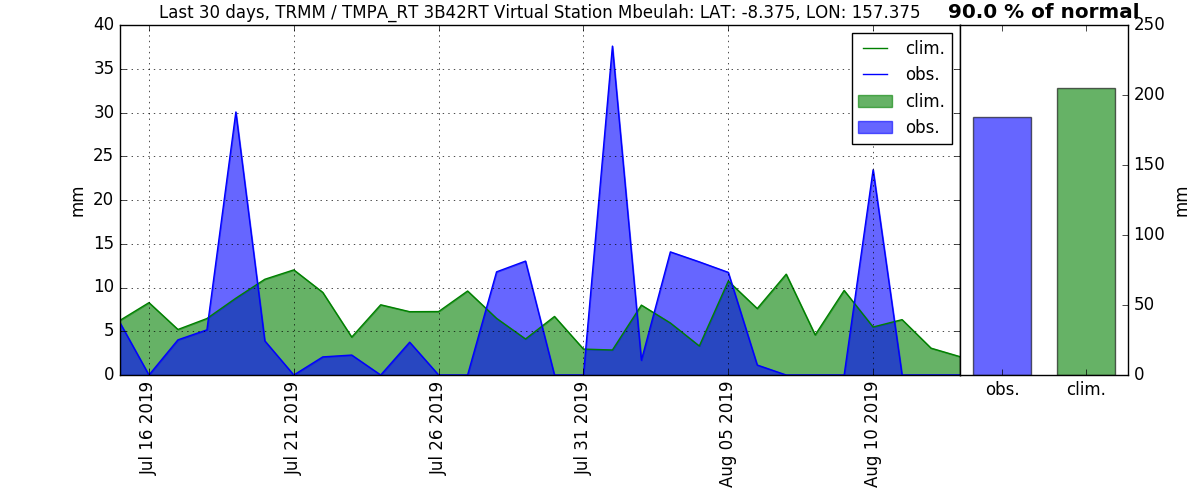 Last 30 days, TRMM / TMPA_RT 3B42RT Virtual Station Mbeulah: LAT: -8.375, LON: 157.375
90.0 % of normal
40
35
30
25
20
15
10
5
0
mm
clim.
obs.
clim.
obs.
Jul 16 2019
Jul 21 2019
Jul 26 2019
Jul 31 2019
Aug 05 2019
Aug 10 2019
250
200
150
100
50
0
mm
obs.
clim.